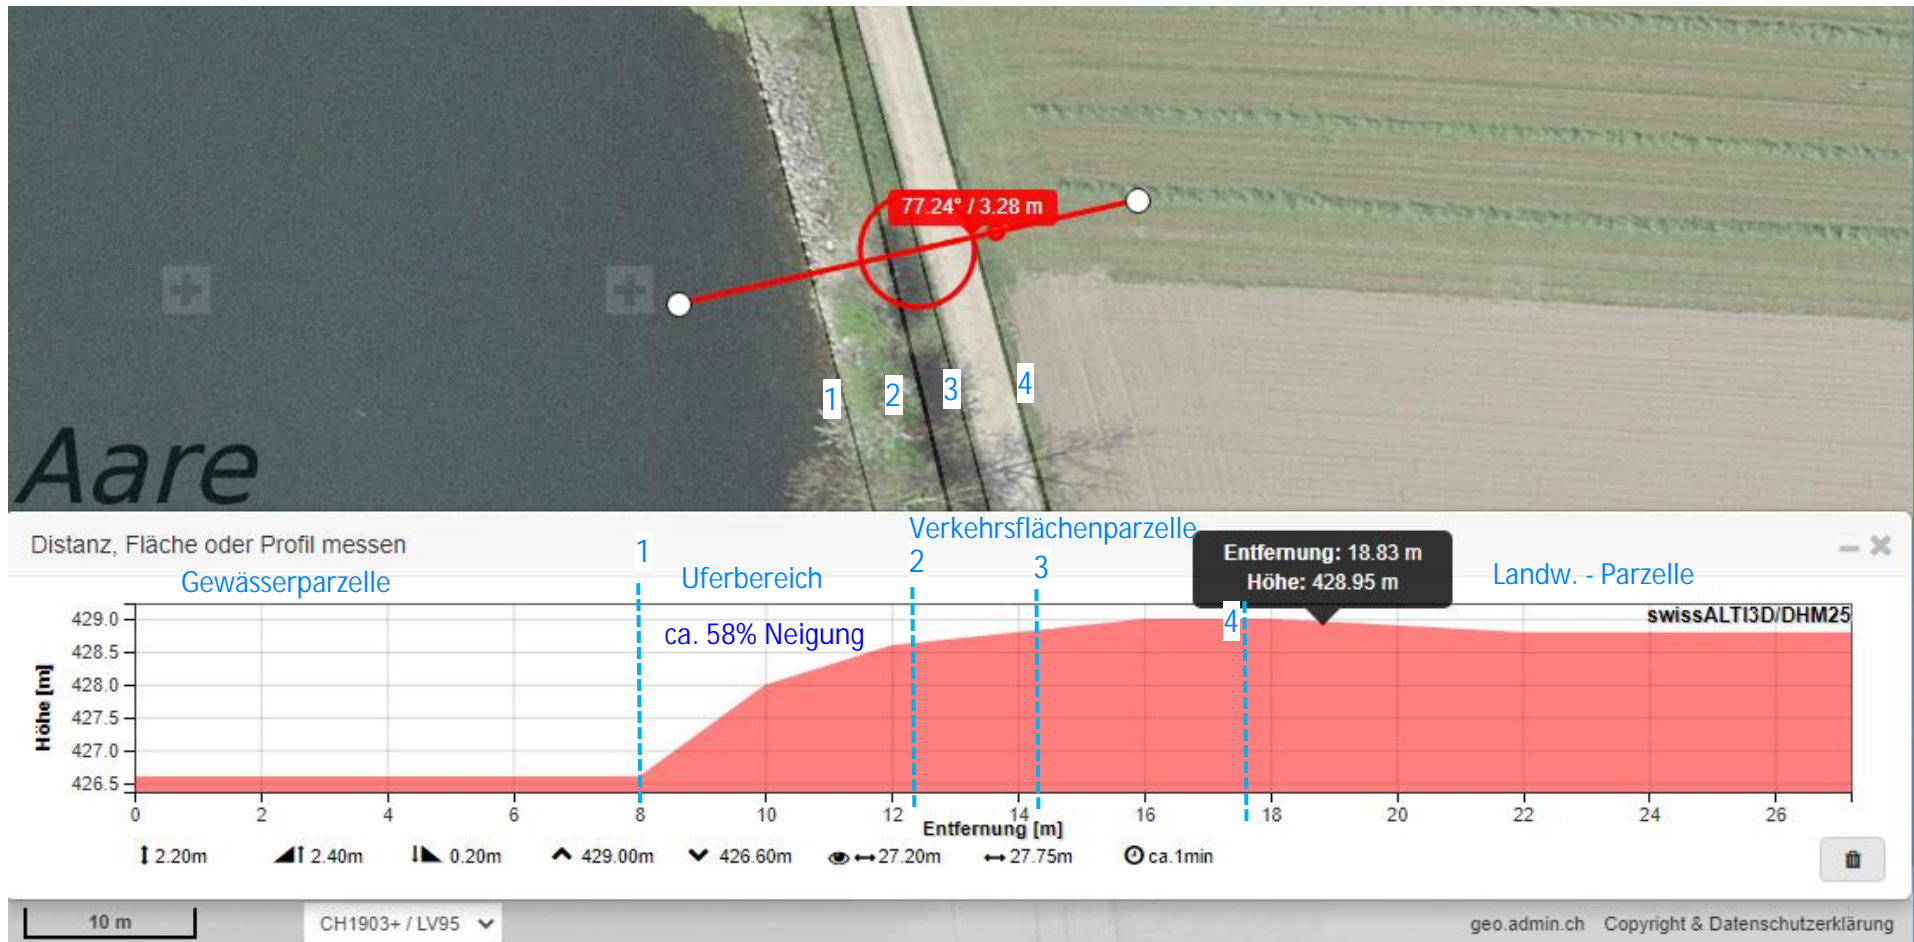 77.24° / 3.28 m
1
2
3
4
Aare
Distanz, Fläche oder Profil messen
Gewässerparzelle
1
Uferbereich
Verkehrsflächenparzelle
2
3
Entfernung: 18.83 m
Höhe: 428.95 m
Landw. - Parzelle
ca. 58% Neigung
4
swissALTI3D/DHM25
Höhe [m]
429.0
428.5
428.0
427.5
427.0
426.5
0 2 4 6 8 10 12 14 16 18 20 22 24 26
Entfernung [m]
2.20m 2.40m 0.20m 429.00m 426.60m 27.20m 27.75m ca.1min
10 m
CH1903+ / LV95
geo.admin.ch Copyright & Datenschutzerklärung